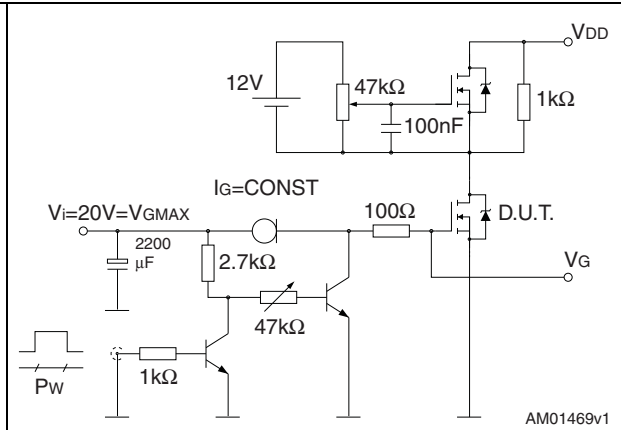 VDD
12V
47kΩ
1kΩ
100nF
IG=CONST
Vi=20V=VGMAX
100Ω
D.U.T.
2200
μF
2.7kΩ
VG
47kΩ
1kΩ
PW
AM01469v1